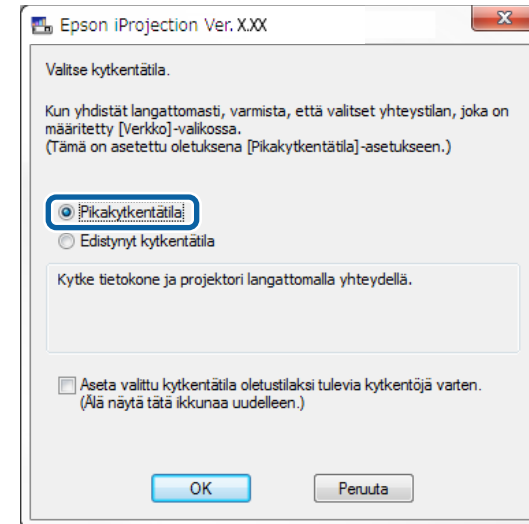 Epson iProjection Ver. X.XX
Valitse kytkentätila.
Kun yhdistät langattomasti, varmista, että valitset yhteystilan, joka on
määritetty [Verkko]-valikossa.
(Tämä on asetettu oletuksena [Pikakytkentätila]-asetukseen.)
Pikakytkentätila
Edistynyt kytkentätila
Kytke tietokone ja projektori langattomalla yhteydellä.
Aseta valittu kytkentätila oletustilaksi tulevia kytkentöjä varten.
(Älä näytä tätä ikkunaa uudelleen.)
OK Peruuta